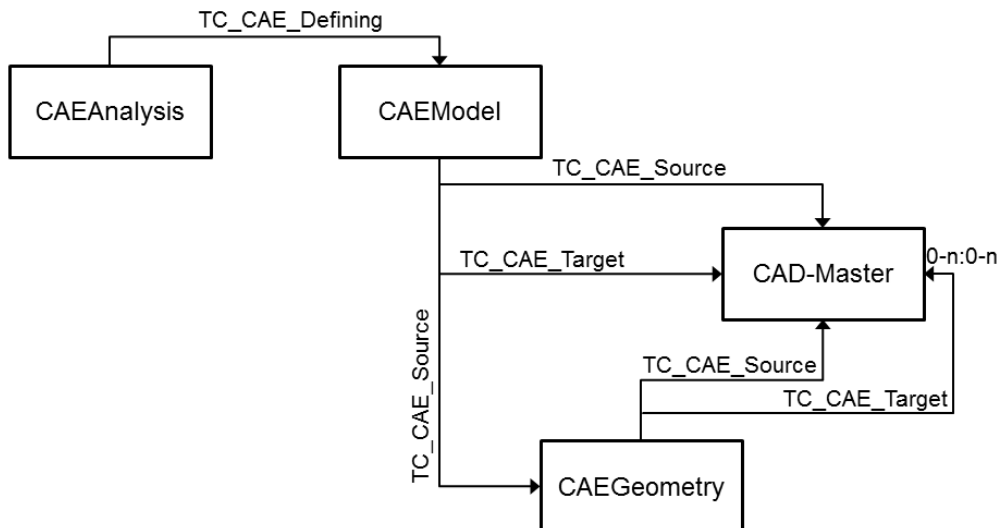 TC_CAE_Defining
CAEAnalysis
CAEModel
TC_CAE_Source
TC_CAE_Target
0-n:0-n
CAD-Master
TC_CAE_Source
TC_CAE_Source
TC_CAE_Target
CAEGeometry